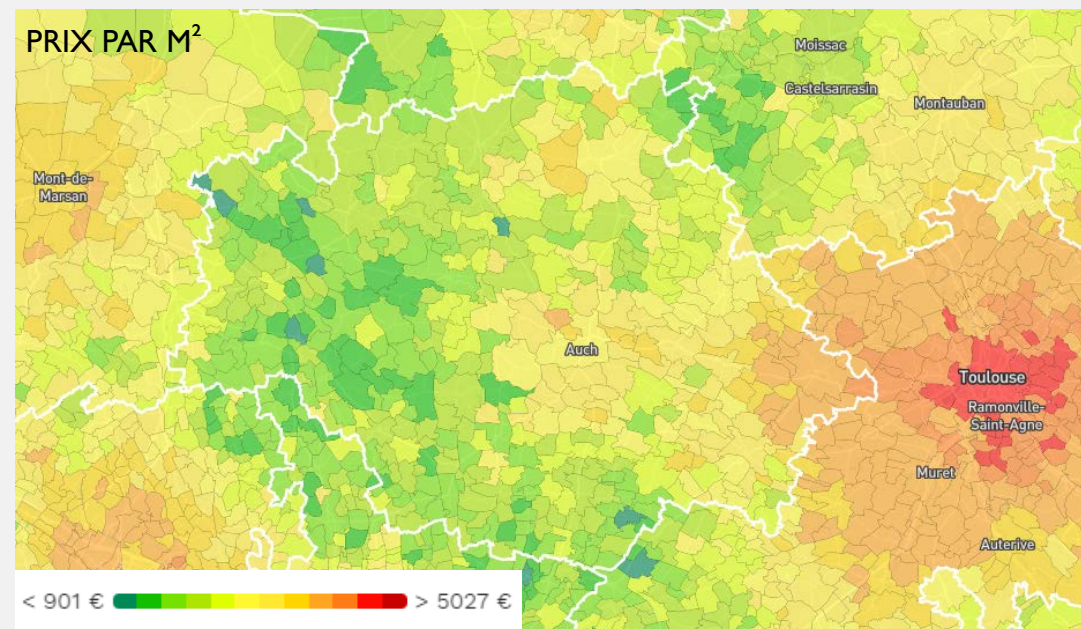 PRIX PAR M²
Moissac
Castelsarrasin
Montauban
Mont-de-
Marsan
Auch
Toulouse
Ramonville-
Saint-Agne
Muret
Auterive
< 901 € > 5027 €